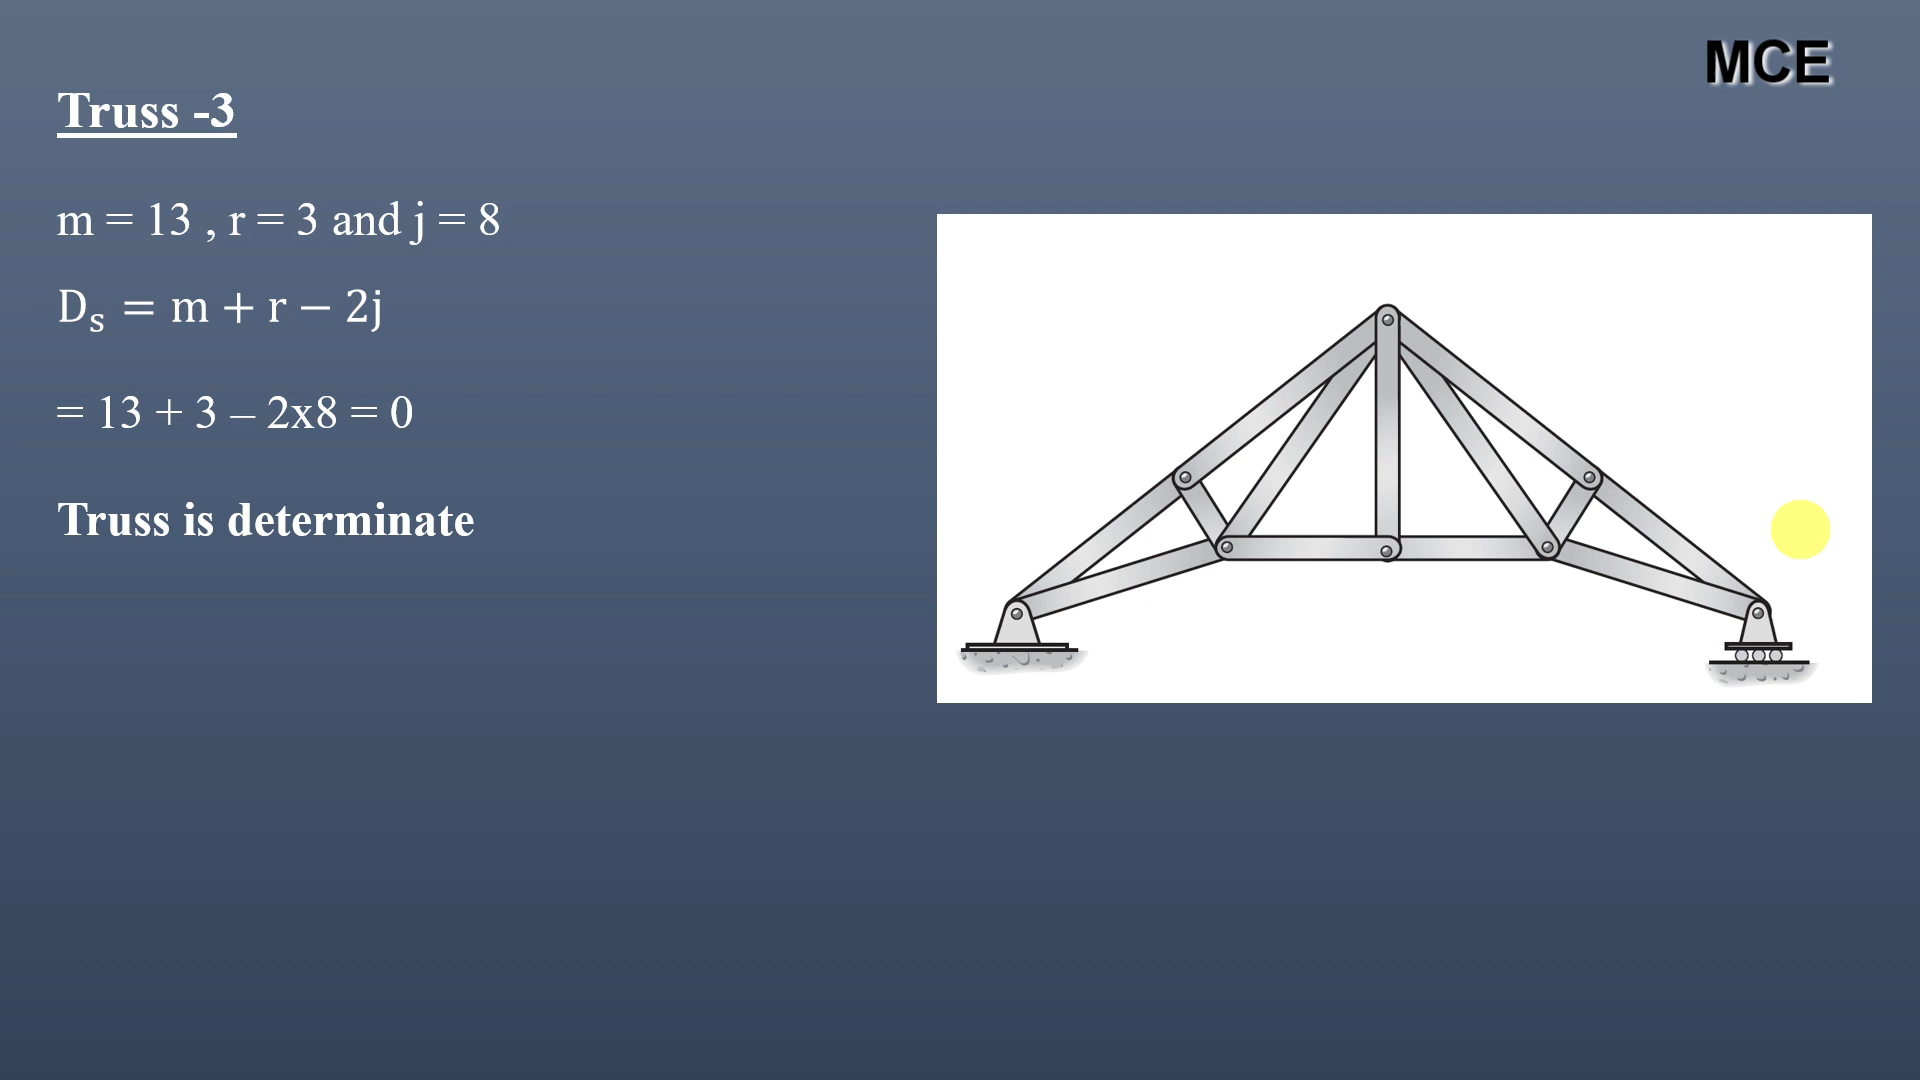 MCE
Truss -3
m = 13 , r = 3 and j = 8
Dₛ = m + r − 2j
= 13 + 3 – 2x8 = 0
Truss is determinate